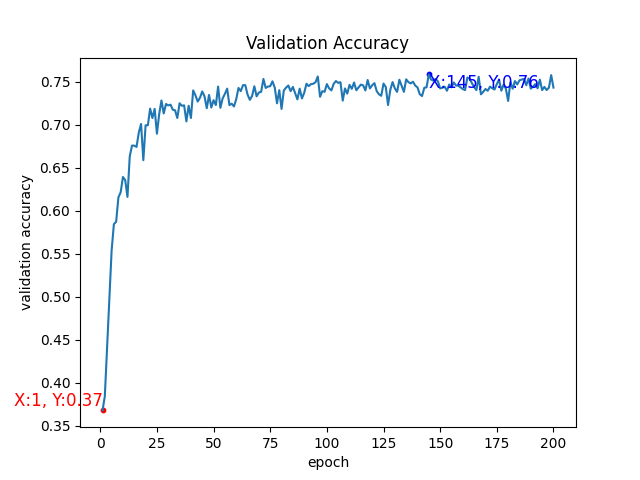 Validation Accuracy
validation accuracy
0.75
0.70
0.65
0.60
0.55
0.50
0.45
0.40
0.35
X:145, Y:0.76
X:1, Y:0.37
0 25 50 75 100 125 150 175 200
epoch